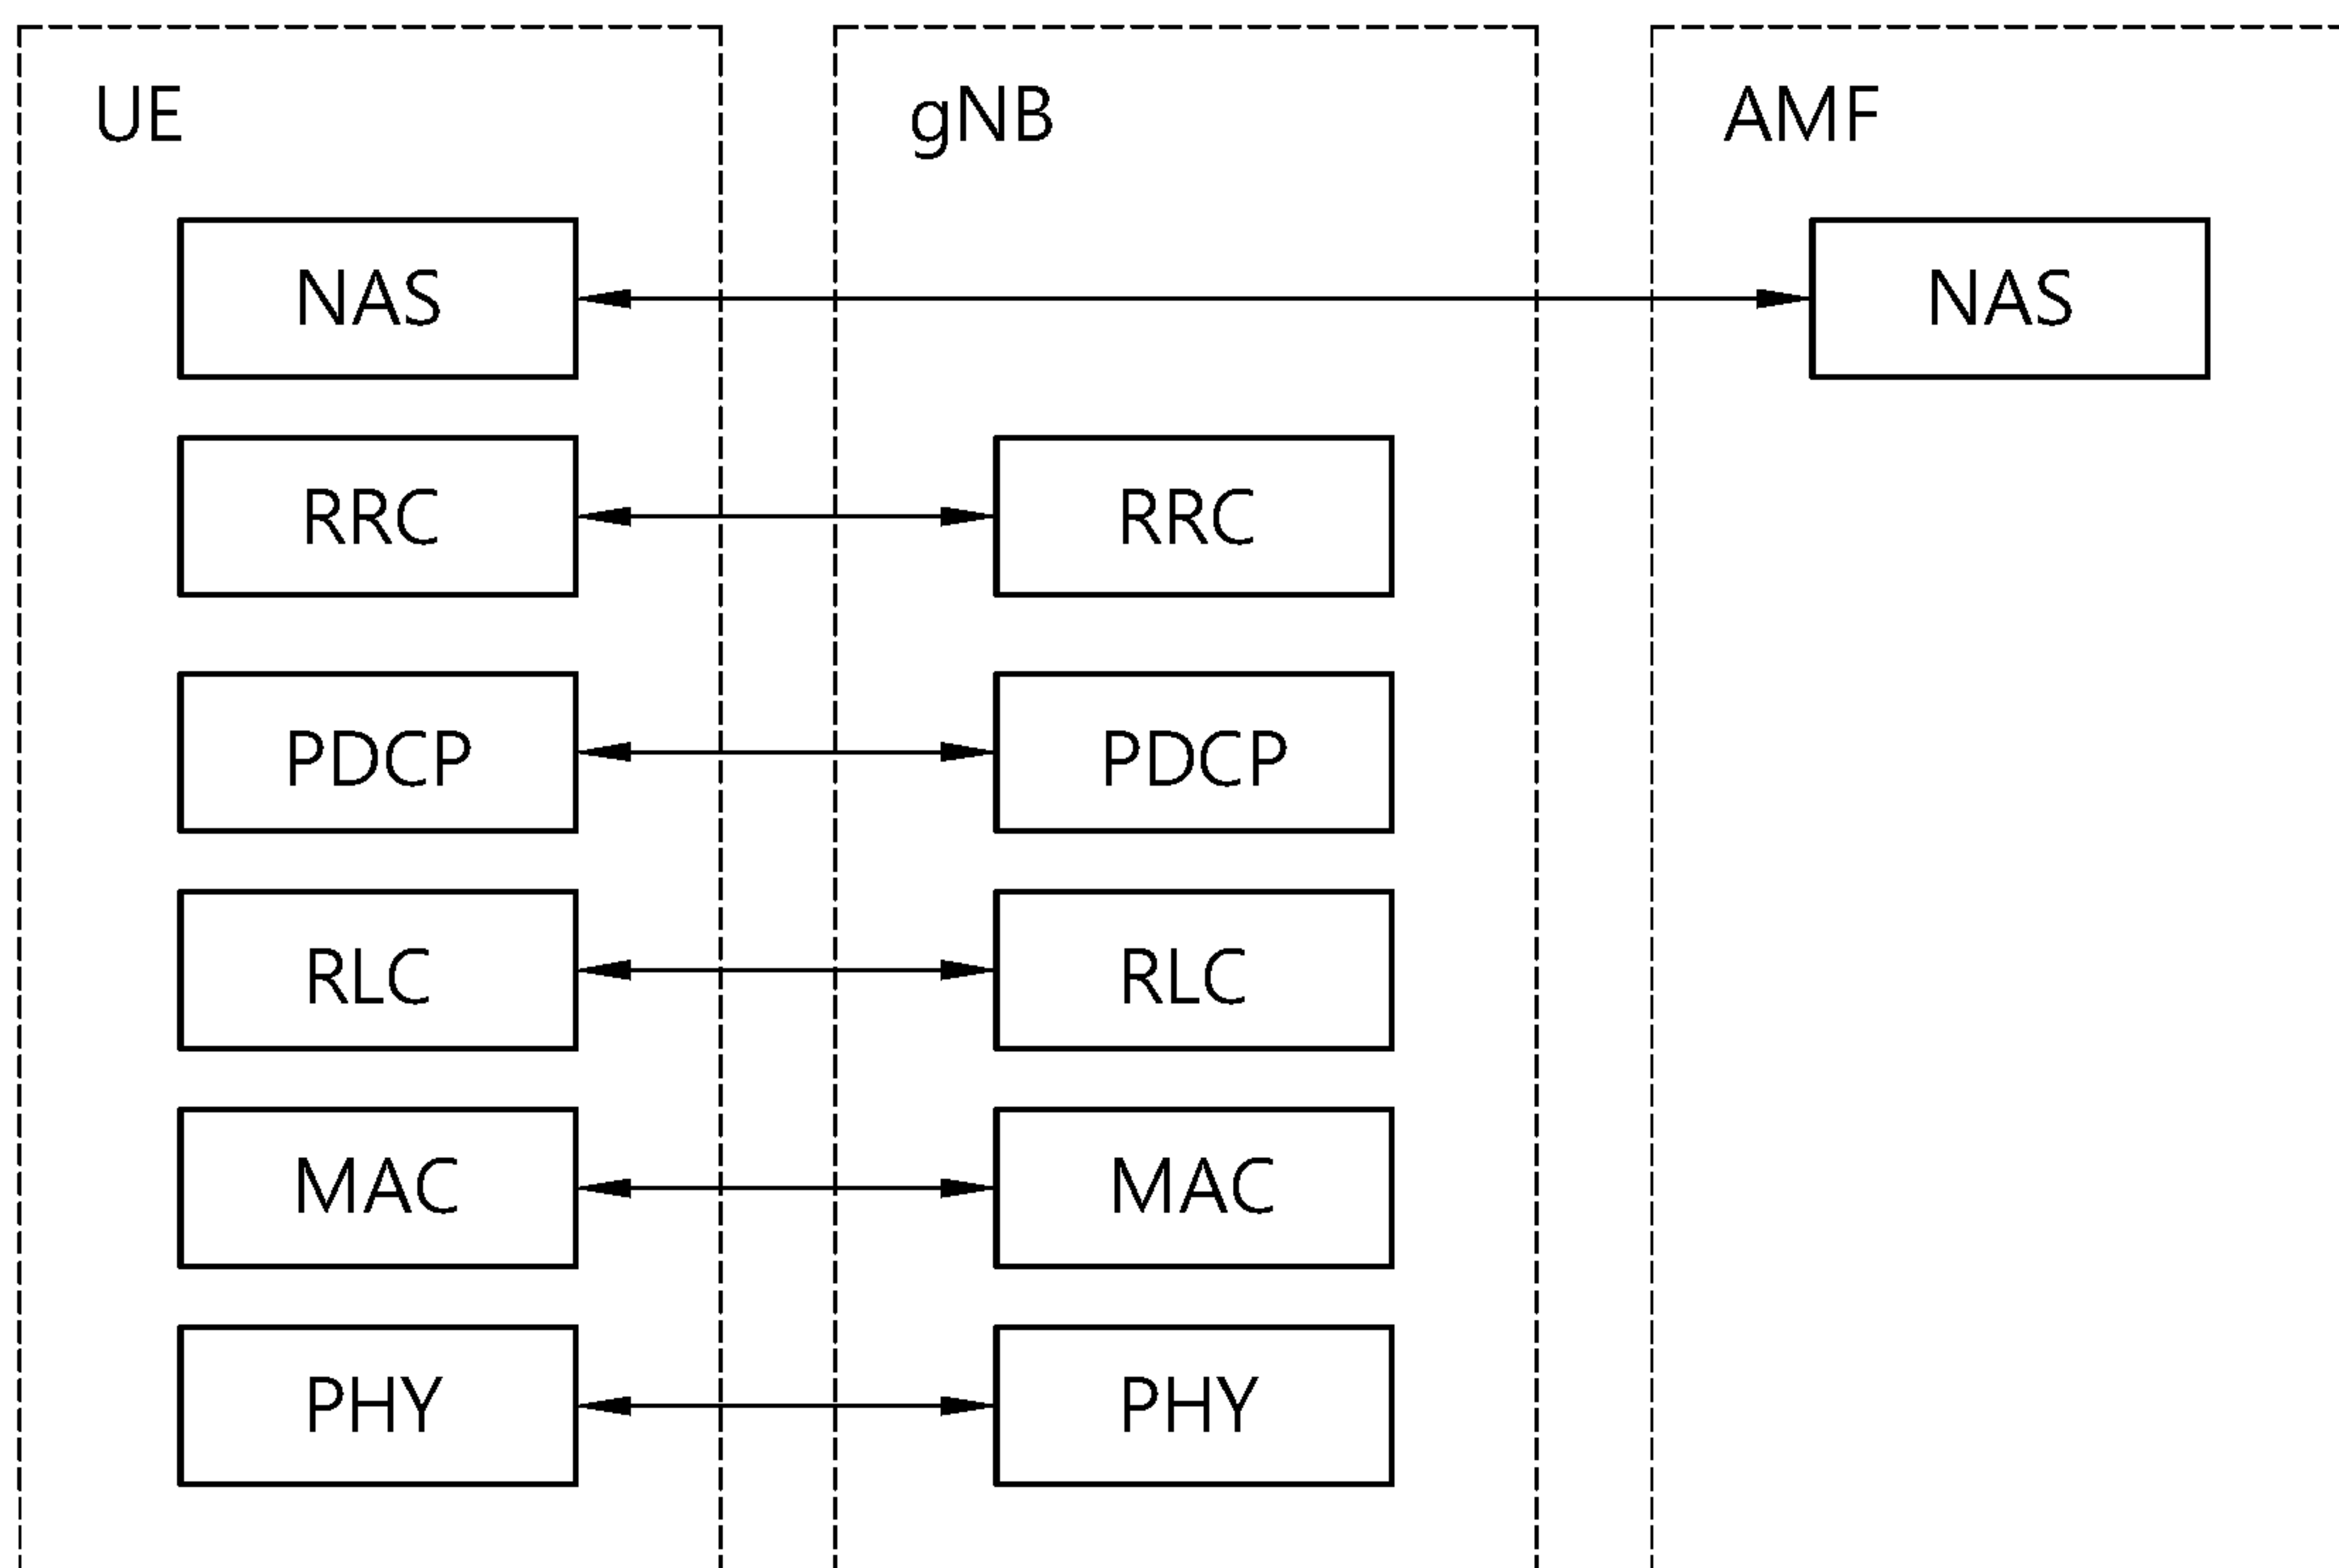 UE gNB AMF
NAS NAS
RRC RRC
PDCP PDCP
RLC RLC
MAC MAC
PHY PHY